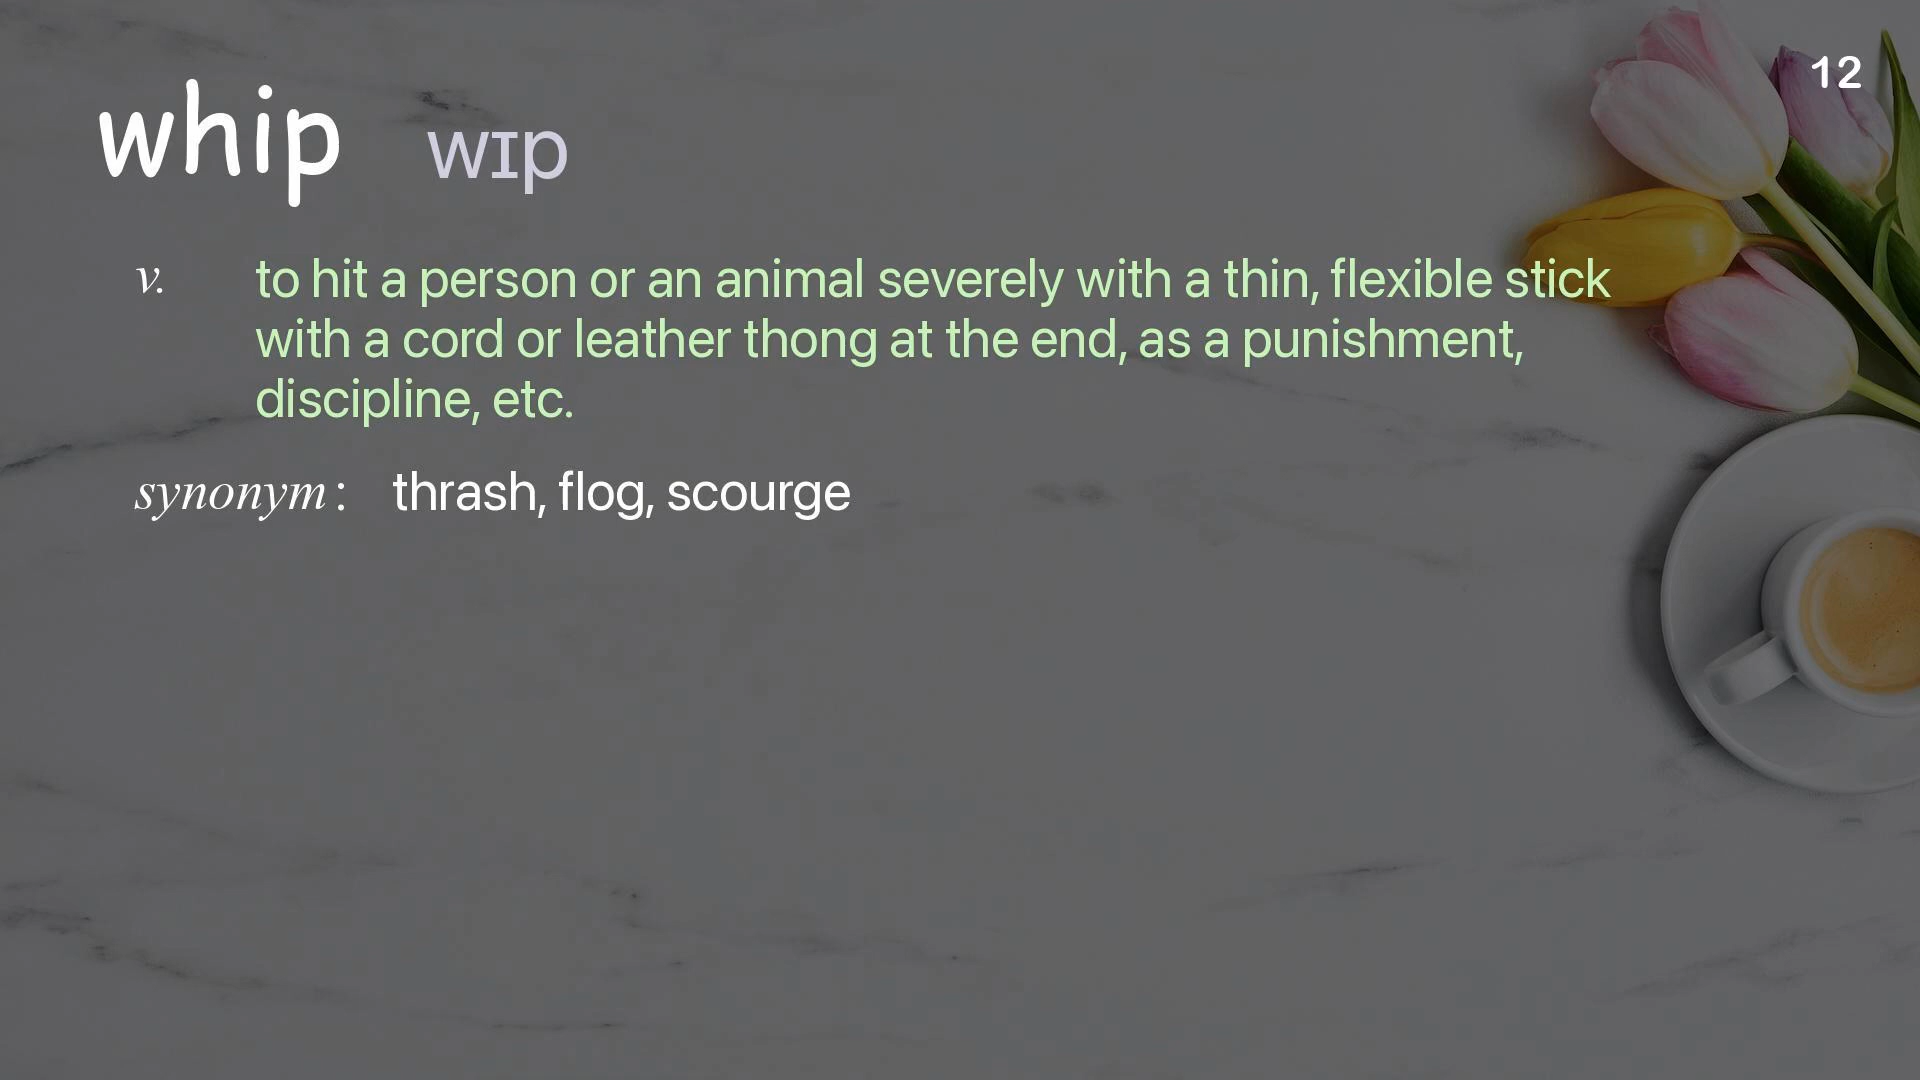 12
whip wɪp
v. to hit a person or an animal severely with a thin, flexible stick
with a cord or leather thong at the end, as a punishment,
discipline, etc.
synonym : thrash, flog, scourge